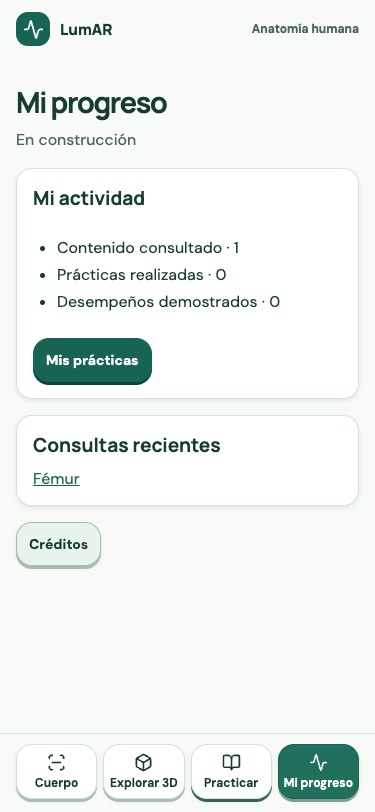 LumAR
Anatomía humana
Mi progreso
En construcción
Mi actividad
• Contenido consultado · 1
• Prácticas realizadas · 0
• Desempeños demostrados · 0
Mis prácticas
Consultas recientes
Fémur
Créditos
Cuerpo
Explorar 3D
Practicar
Mi progreso